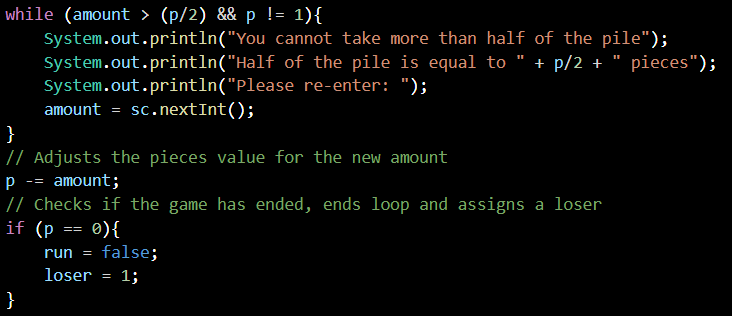 while (amount > (p/2) && p != 1){
    System.out.println("You cannot take more than half of the pile");
    System.out.println("Half of the pile is equal to " + p/2 + " pieces");
    System.out.println("Please re-enter: ");
    amount = sc.nextInt();
}
// Adjusts the pieces value for the new amount
p -= amount;
// Checks if the game has ended, ends loop and assigns a loser
if (p == 0){
    run = false;
    loser = 1;
}